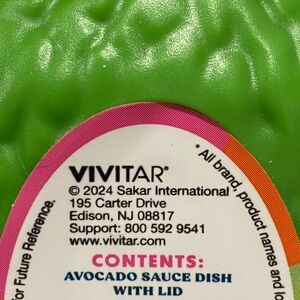 VIVITAR®
© 2024 Sakar International
195 Carter Drive
Edison, NJ 08817
Support: 800 592 9541
www.vivitar.com
CONTENTS:
AVOCADO SAUCE DISH
WITH LID
for Future Reference.
* All brand, product names and